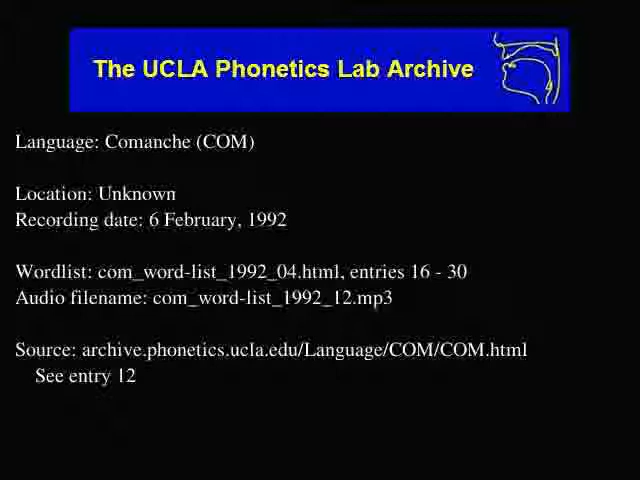 The UCLA Phonetics Lab Archive
Language: Comanche (COM)
Location: Unknown
Recording date: 6 February, 1992
Wordlist: com_word-list_1992_04.html, entries 16 - 30
Audio filename: com_word-list_1992_12.mp3
Source: archive.phonetics.ucla.edu/Language/COM/COM.html
See entry 12